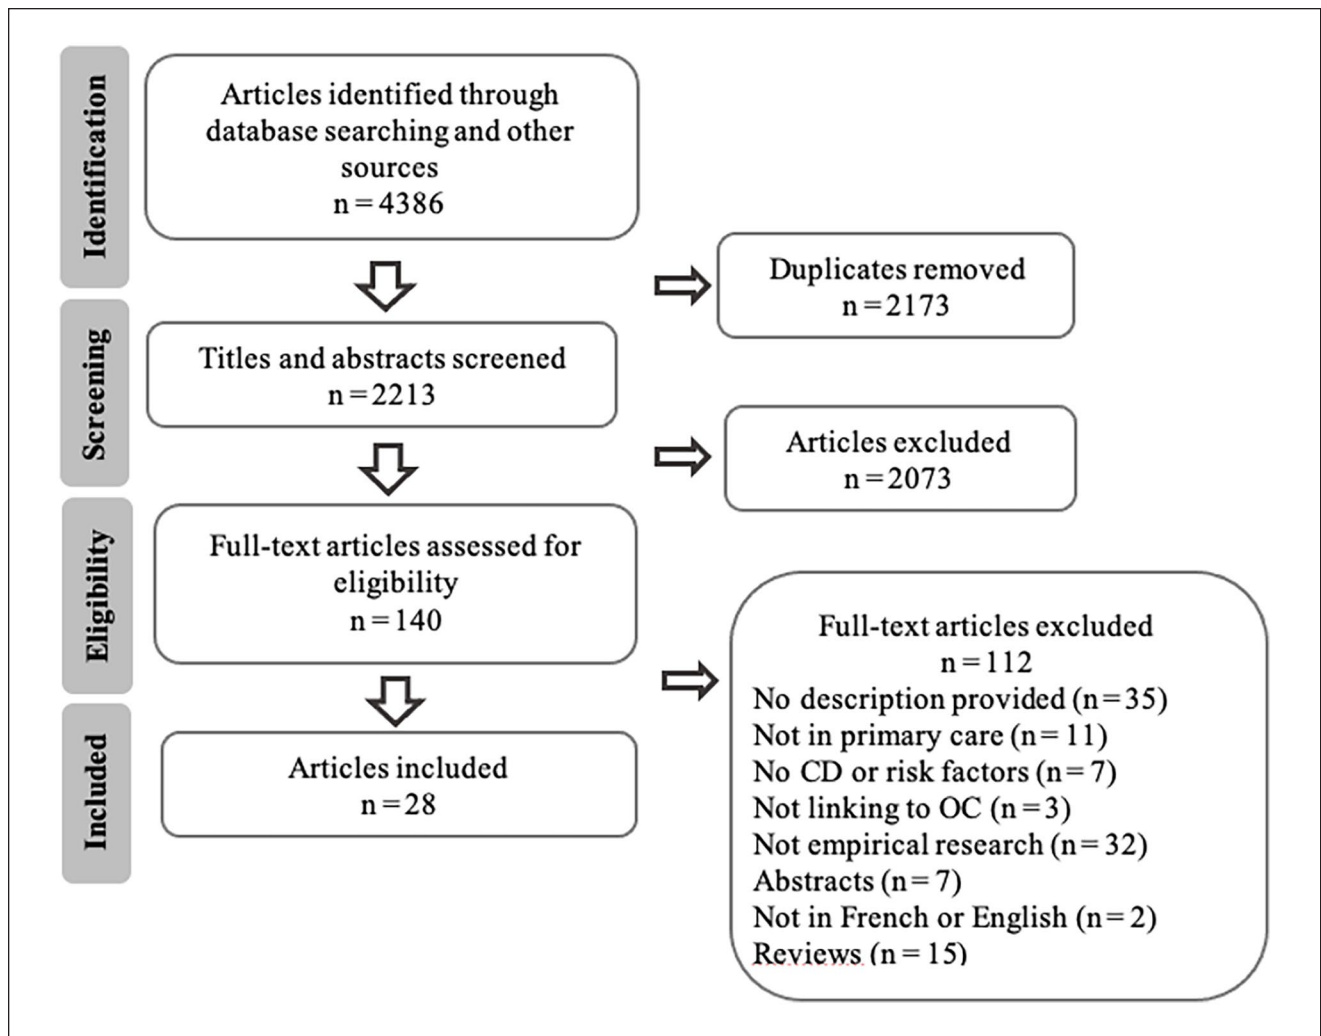 Identification
Articles identified through
database searching and other
sources
n = 4386
Duplicates removed
n = 2173
Screening
Titles and abstracts screened
n = 2213
Articles excluded
n = 2073
Eligibility
Full-text articles assessed for
eligibility
n = 140
Full-text articles excluded
n = 112
No description provided (n = 35)
Not in primary care (n = 11)
No CD or risk factors (n = 7)
Not linking to OC (n = 3)
Not empirical research (n = 32)
Abstracts (n = 7)
Not in French or English (n = 2)
Reviews (n = 15)
Included
Articles included
n = 28